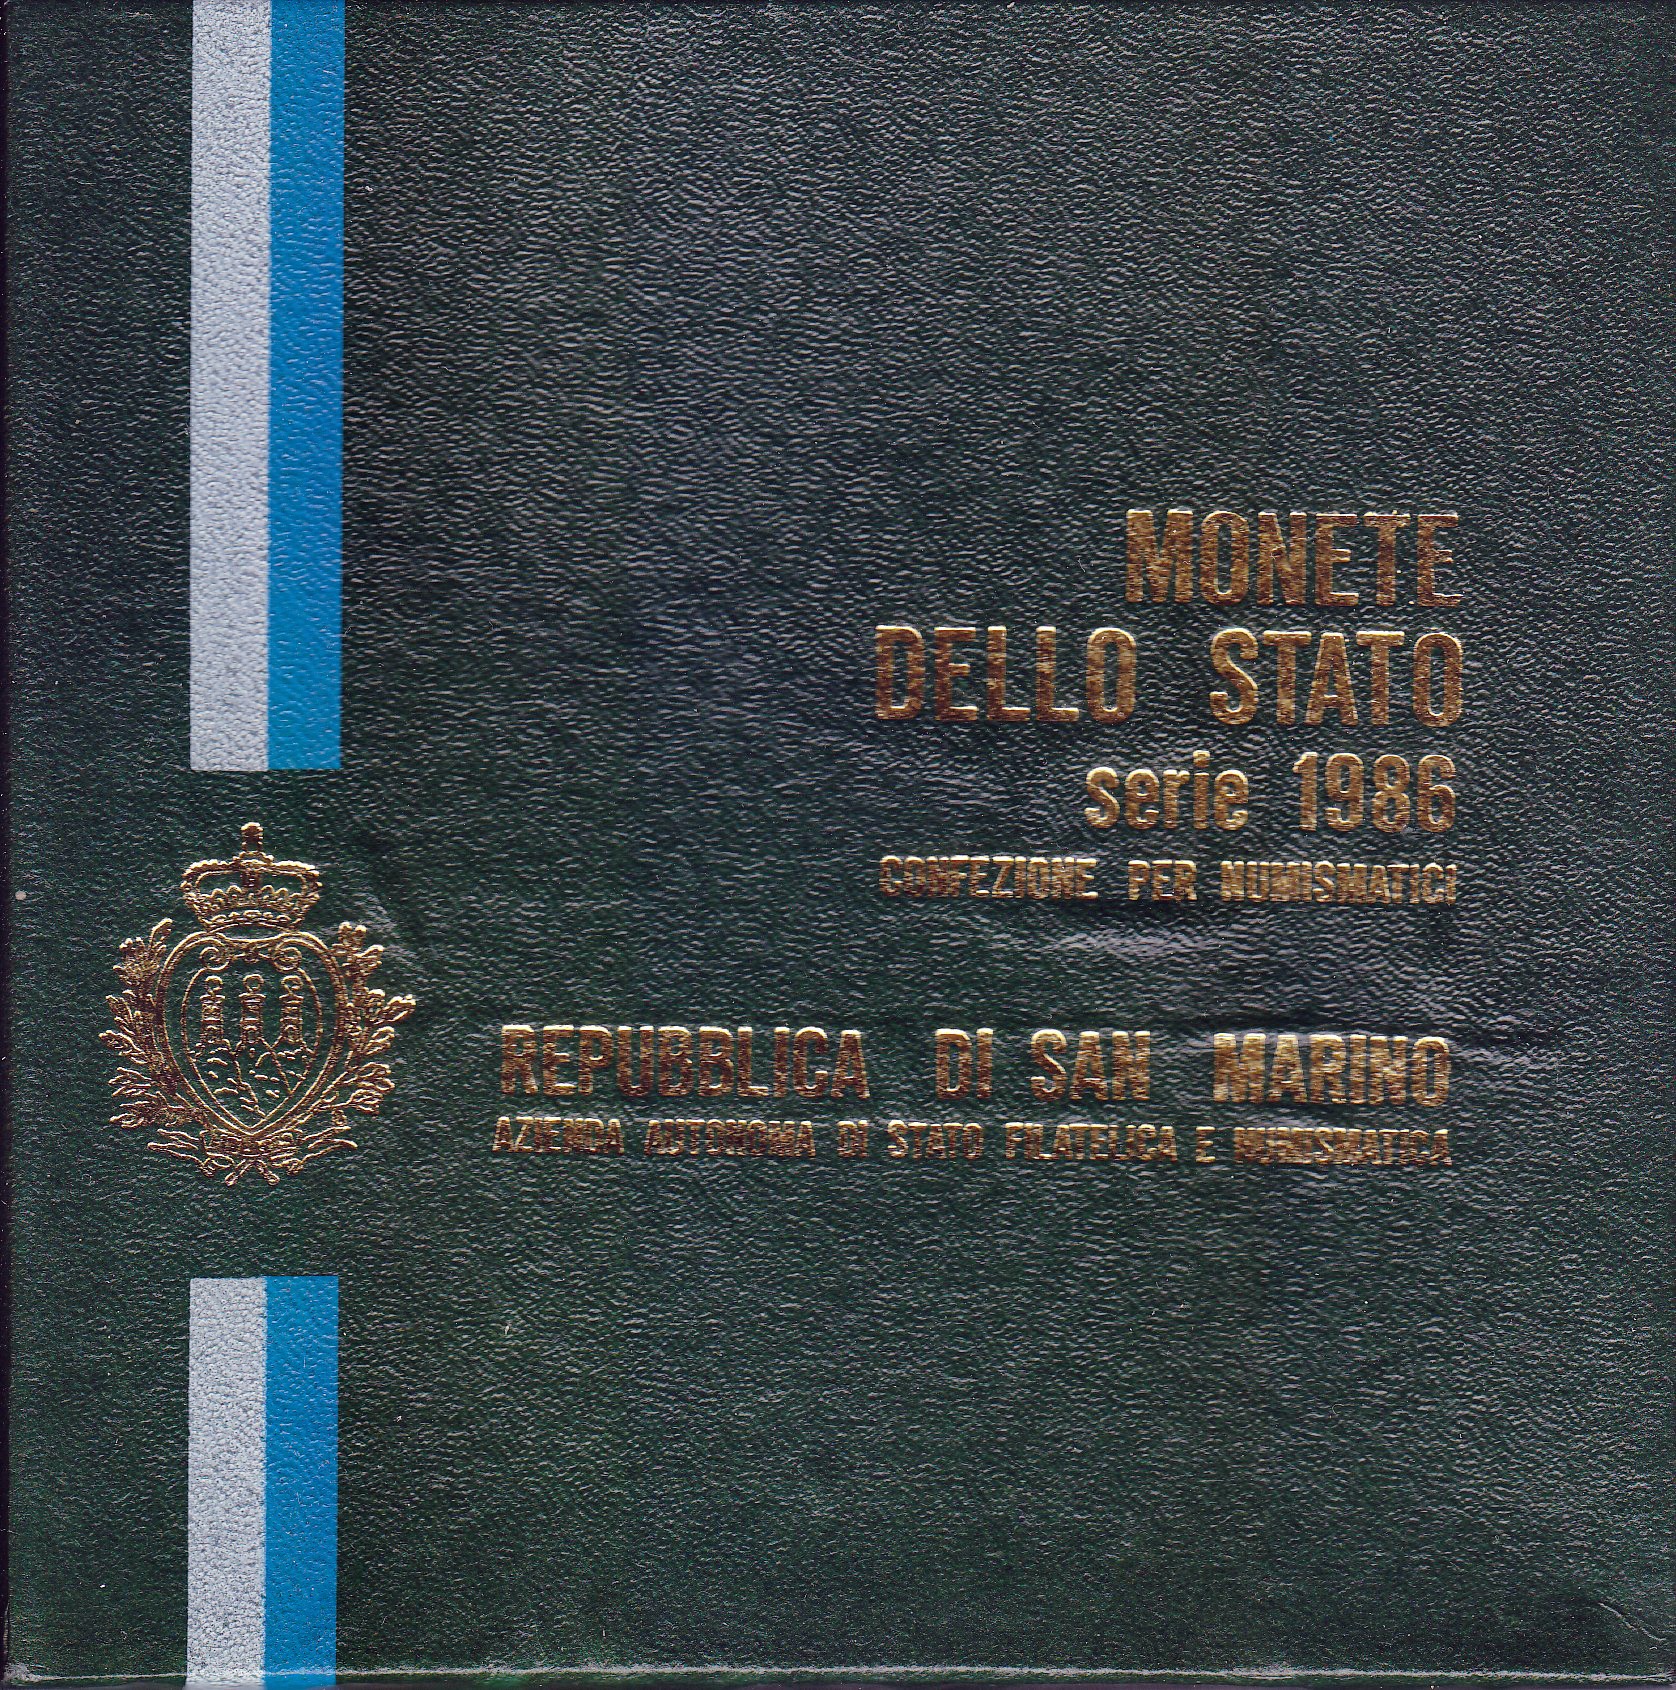 MONETE
DELLO STATO
serie 1986
CONFEZIONE PER NUMISMATICI
REPUBBLICA DI SAN MARINO
AZIENDA AUTONOMA DI STATO FILATELICA E NUMISMATICA